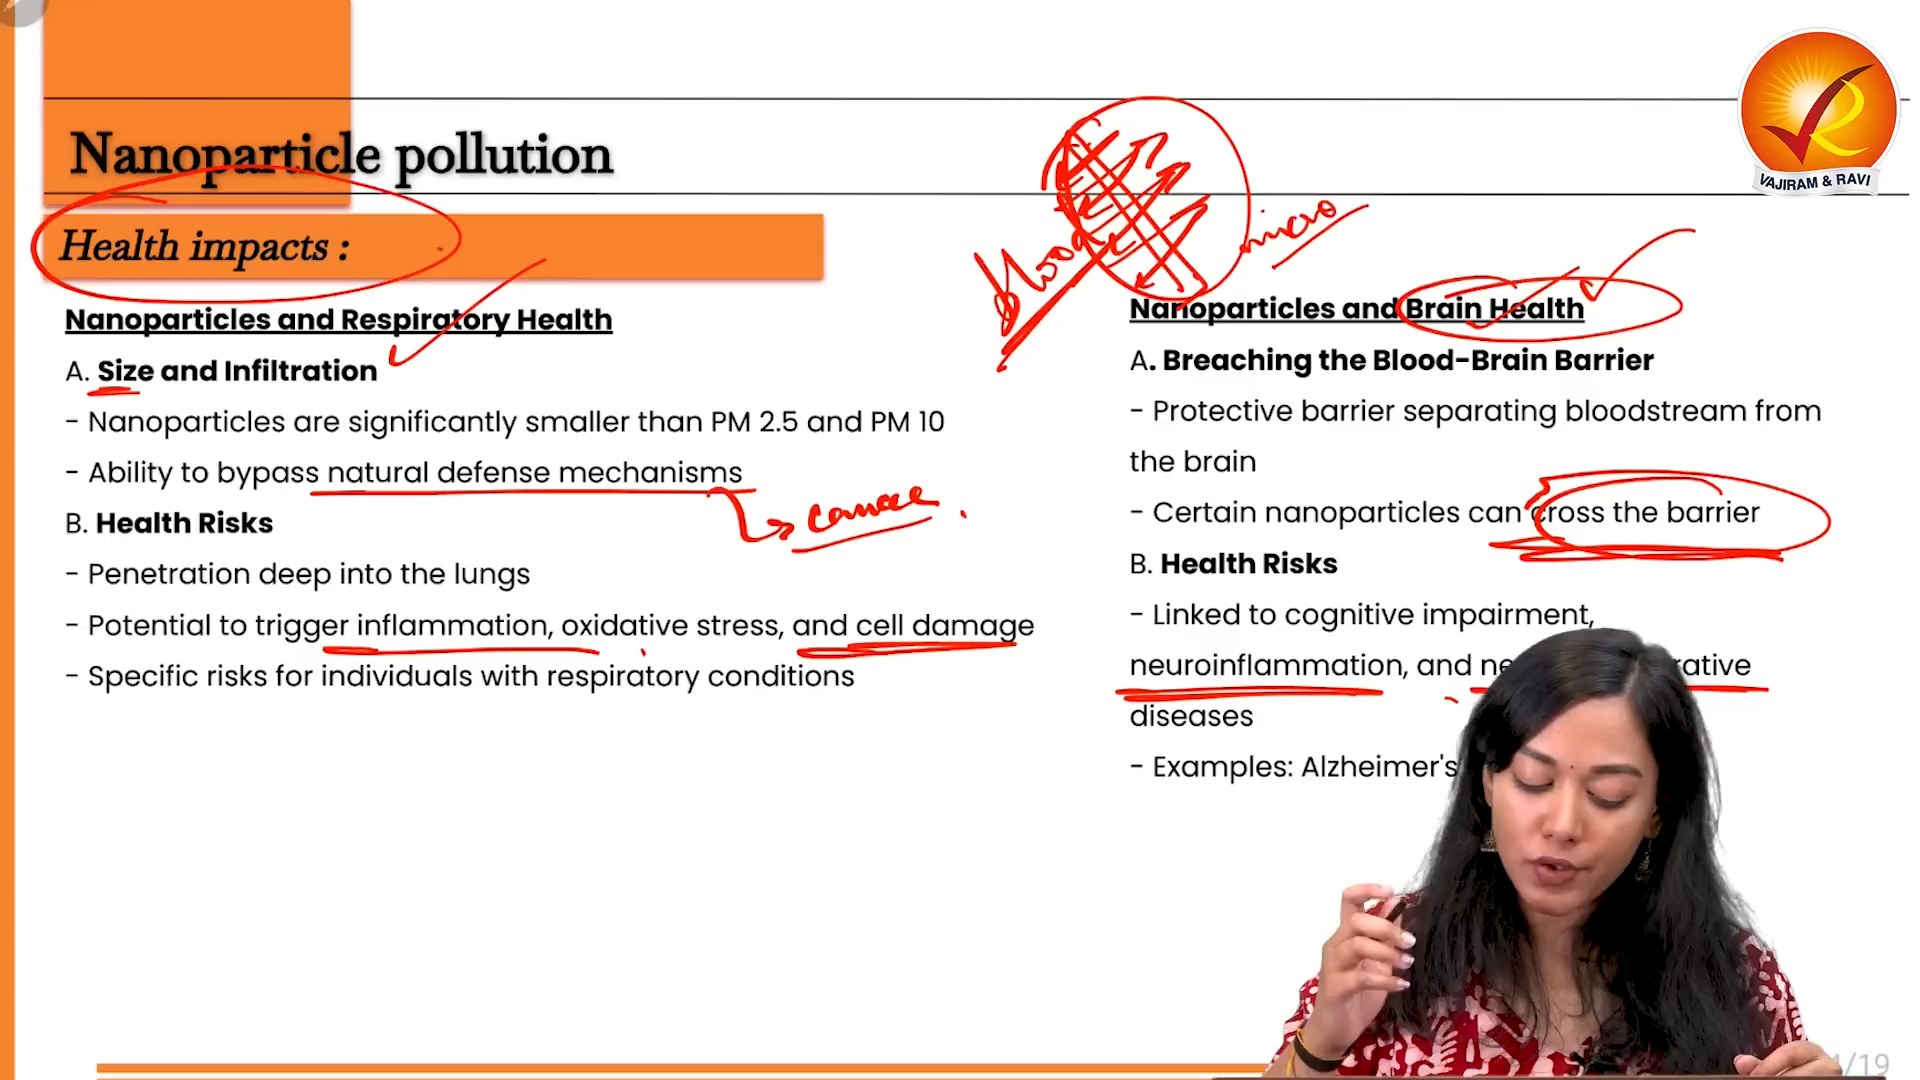 Nanoparticle pollution
VAJIRAM & RAVI
Health impacts :
Nanoparticles and Respiratory Health
A. Size and Infiltration
- Nanoparticles are significantly smaller than PM 2.5 and PM 10
- Ability to bypass natural defense mechanisms
B. Health Risks
- Penetration deep into the lungs
- Potential to trigger inflammation, oxidative stress, and cell damage
- Specific risks for individuals with respiratory conditions
blood
micro
Nanoparticles and Brain Health
A. Breaching the Blood-Brain Barrier
- Protective barrier separating bloodstream from
the brain
- Certain nanoparticles can cross the barrier
B. Health Risks
- Linked to cognitive impairment,
neuroinflammation, and
diseases
- Examples: Alzheimer's
/19